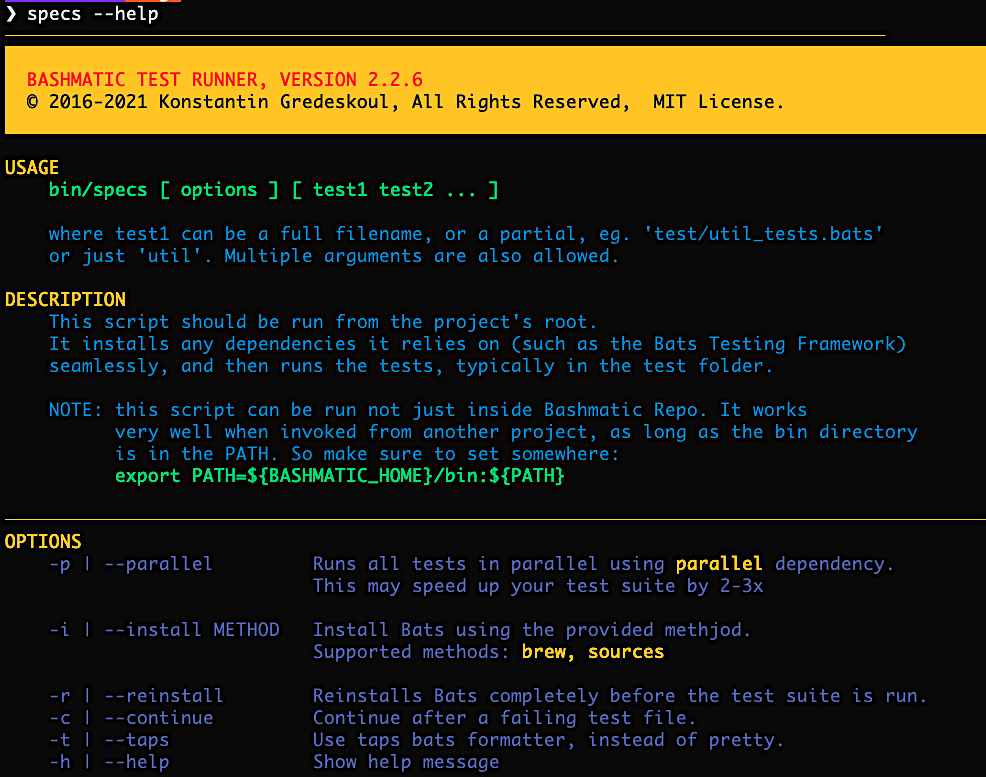 ❯ specs --help
BASHMATIC TEST RUNNER, VERSION 2.2.6
© 2016-2021 Konstantin Gredeskoul, All Rights Reserved,  MIT License.
USAGE
bin/specs [ options ] [ test1 test2 ... ]
where test1 can be a full filename, or a partial, eg. 'test/util_tests.bats'
or just 'util'. Multiple arguments are also allowed.
DESCRIPTION
This script should be run from the project's root.
It installs any dependencies it relies on (such as the Bats Testing Framework)
seamlessly, and then runs the tests, typically in the test folder.
NOTE: this script can be run not just inside Bashmatic Repo. It works
very well when invoked from another project, as long as the bin directory
is in the PATH. So make sure to set somewhere:
export PATH=${BASHMATIC_HOME}/bin:${PATH}
OPTIONS
-p | --parallel Runs all tests in parallel using parallel dependency.
This may speed up your test suite by 2-3x
-i | --install METHOD Install Bats using the provided methjod.
Supported methods: brew, sources
-r | --reinstall Reinstalls Bats completely before the test suite is run.
-c | --continue Continue after a failing test file.
-t | --taps Use taps bats formatter, instead of pretty.
-h | --help Show help message